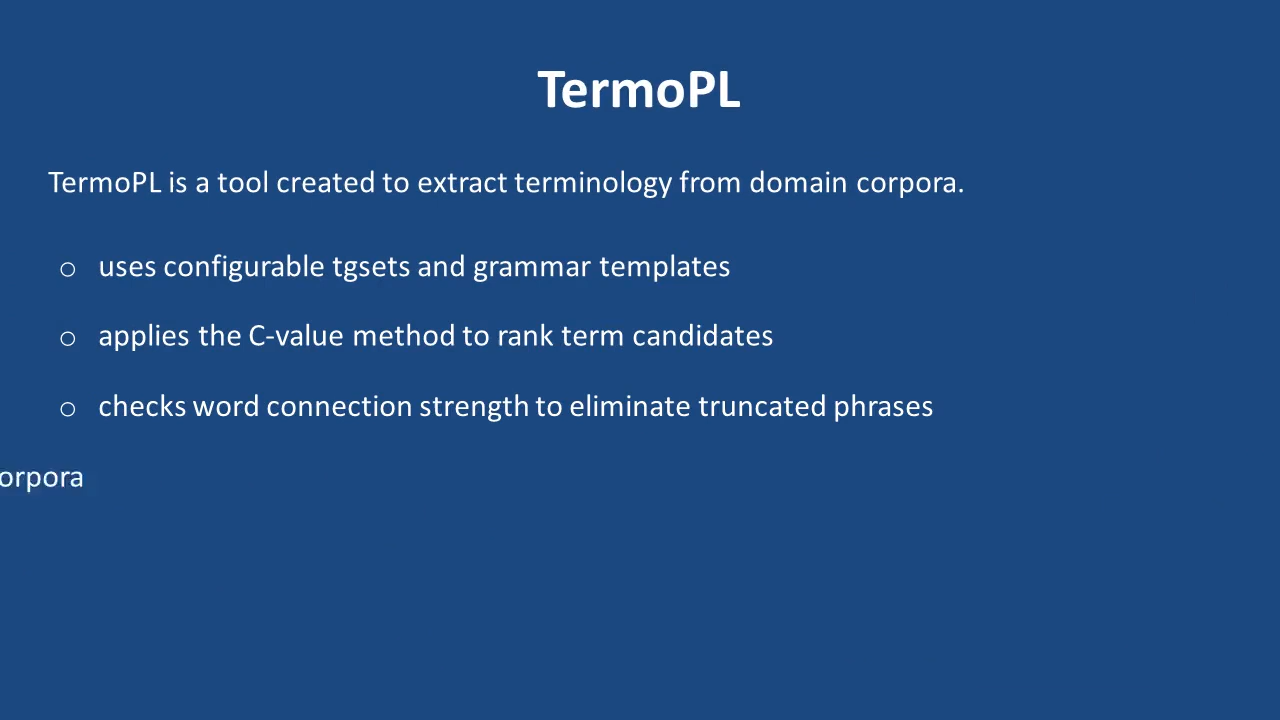 TermoPL
TermoPL is a tool created to extract terminology from domain corpora.
o uses configurable tgsets and grammar templates
o applies the C-value method to rank term candidates
o checks word connection strength to eliminate truncated phrases
orpora